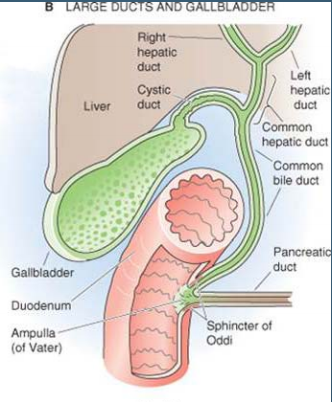 B LARGE DUCTS AND GALLBLADDER
Right
hepatic
duct
Cystic
duct
Liver
Left
hepatic
duct
Common
hepatic duct
Common
bile duct
Pancreatic
duct
Gallbladder
Duodenum
Ampulla
(of Vater)
Sphincter of
Oddi